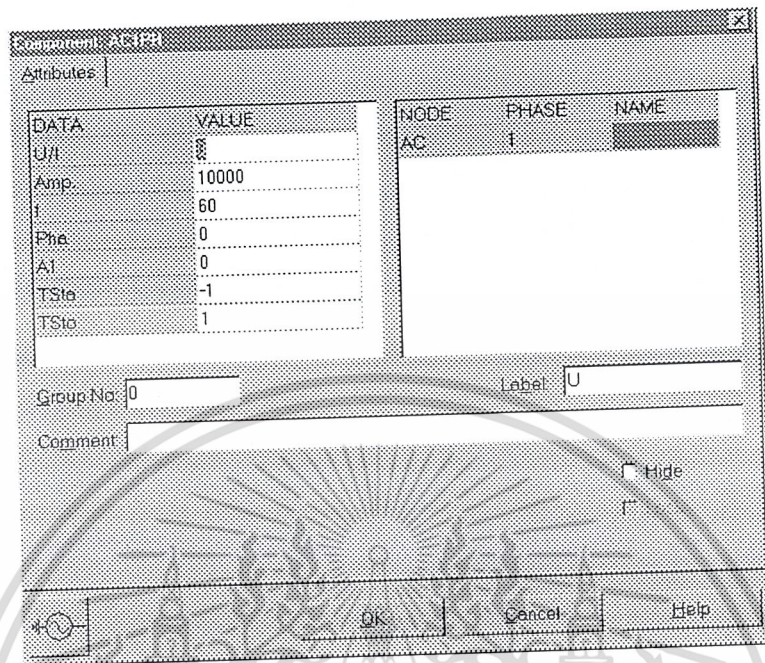 Component: AC1PH
Attributes
DATA VALUE
U/I 0
Amp. 10000
f 60
Pha 0
A1 0
TSta -1
TSto 1
NODE PHASE NAME
AC 1
Group No: 0
Label: U
Comment:
Hide
OK Cancel Help